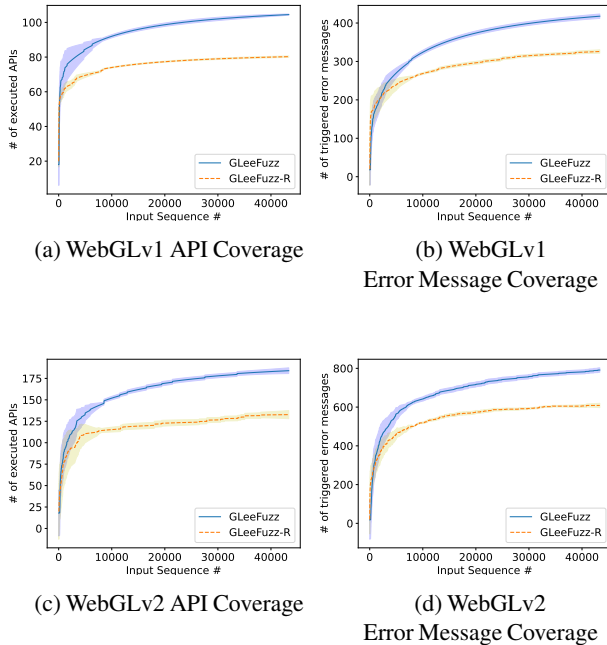 # of executed APIs
100
80
60
40
20
GLeeFuzz
GLeeFuzz-R
0 10000 20000 30000 40000
Input Sequence #
(a) WebGLv1 API Coverage
# of triggered error messages
400
300
200
100
0
GLeeFuzz
GLeeFuzz-R
0 10000 20000 30000 40000
Input Sequence #
(b) WebGLv1
Error Message Coverage
# of executed APIs
175
150
125
100
75
50
25
0
GLeeFuzz
GLeeFuzz-R
0 10000 20000 30000 40000
Input Sequence #
(c) WebGLv2 API Coverage
# of triggered error messages
800
600
400
200
0
GLeeFuzz
GLeeFuzz-R
0 10000 20000 30000 40000
Input Sequence #
(d) WebGLv2
Error Message Coverage